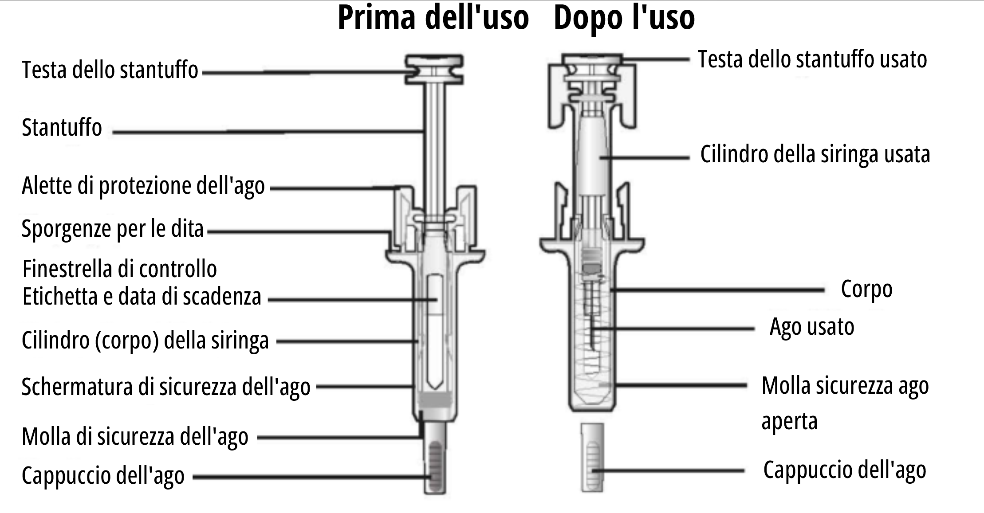 Prima dell'uso
Testa dello stantuffo
Stantuffo
Alette di protezione dell'ago
Sporgenze per le dita
Finestrella di controllo
Etichetta e data di scadenza
Cilindro (corpo) della siringa
Schermatura di sicurezza dell'ago
Molla di sicurezza dell'ago
Cappuccio dell'ago
Dopo l'uso
Testa dello stantuffo usato
Cilindro della siringa usata
Corpo
Ago usato
Molla sicurezza ago
aperta
Cappuccio dell'ago